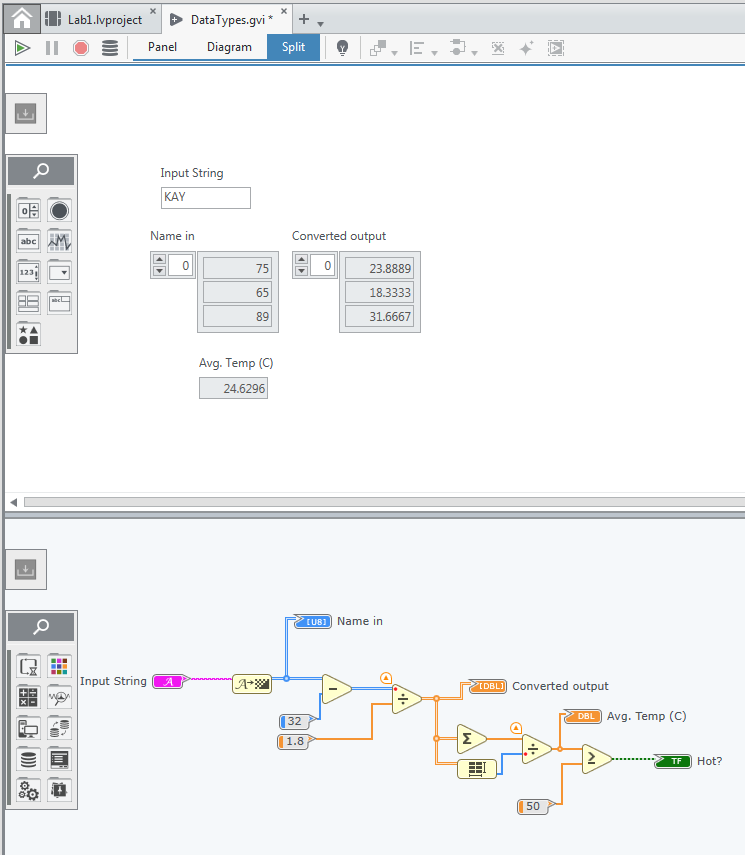 Lab1.lvproject × DataTypes.gvi * × +
Panel Diagram Split
Input String
KAY
Name in Converted output
0 75 0 23.8889
65 18.3333
89 31.6667
Avg. Temp (C)
24.6296
0
abc
123
abc
[U8] Name in
Input String A A→
[DBL] Converted output
32
1.8
DBL Avg. Temp (C)
− ÷ Σ ÷ ≥
TF Hot?
50